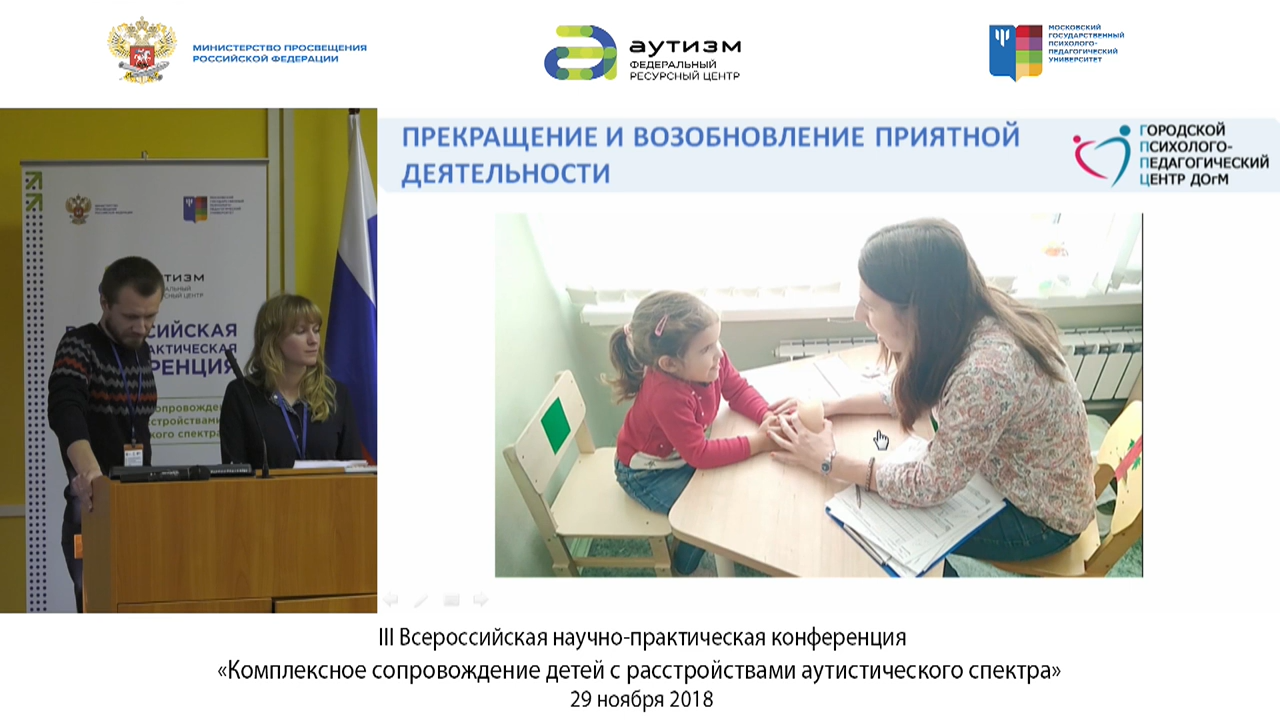 МИНИСТЕРСТВО ПРОСВЕЩЕНИЯ
РОССИЙСКОЙ ФЕДЕРАЦИИ
аутизм
ФЕДЕРАЛЬНЫЙ
РЕСУРСНЫЙ ЦЕНТР
МОСКОВСКИЙ
ГОСУДАРСТВЕННЫЙ
ПСИХОЛОГО-
ПЕДАГОГИЧЕСКИЙ
УНИВЕРСИТЕТ
ПРЕКРАЩЕНИЕ И ВОЗОБНОВЛЕНИЕ ПРИЯТНОЙ
ДЕЯТЕЛЬНОСТИ
ГОРОДСКОЙ
ПСИХОЛОГО-
ПЕДАГОГИЧЕСКИЙ
ЦЕНТР ДОгМ
III Всероссийская научно-практическая конференция
«Комплексное сопровождение детей с расстройствами аутистического спектра»
29 ноября 2018